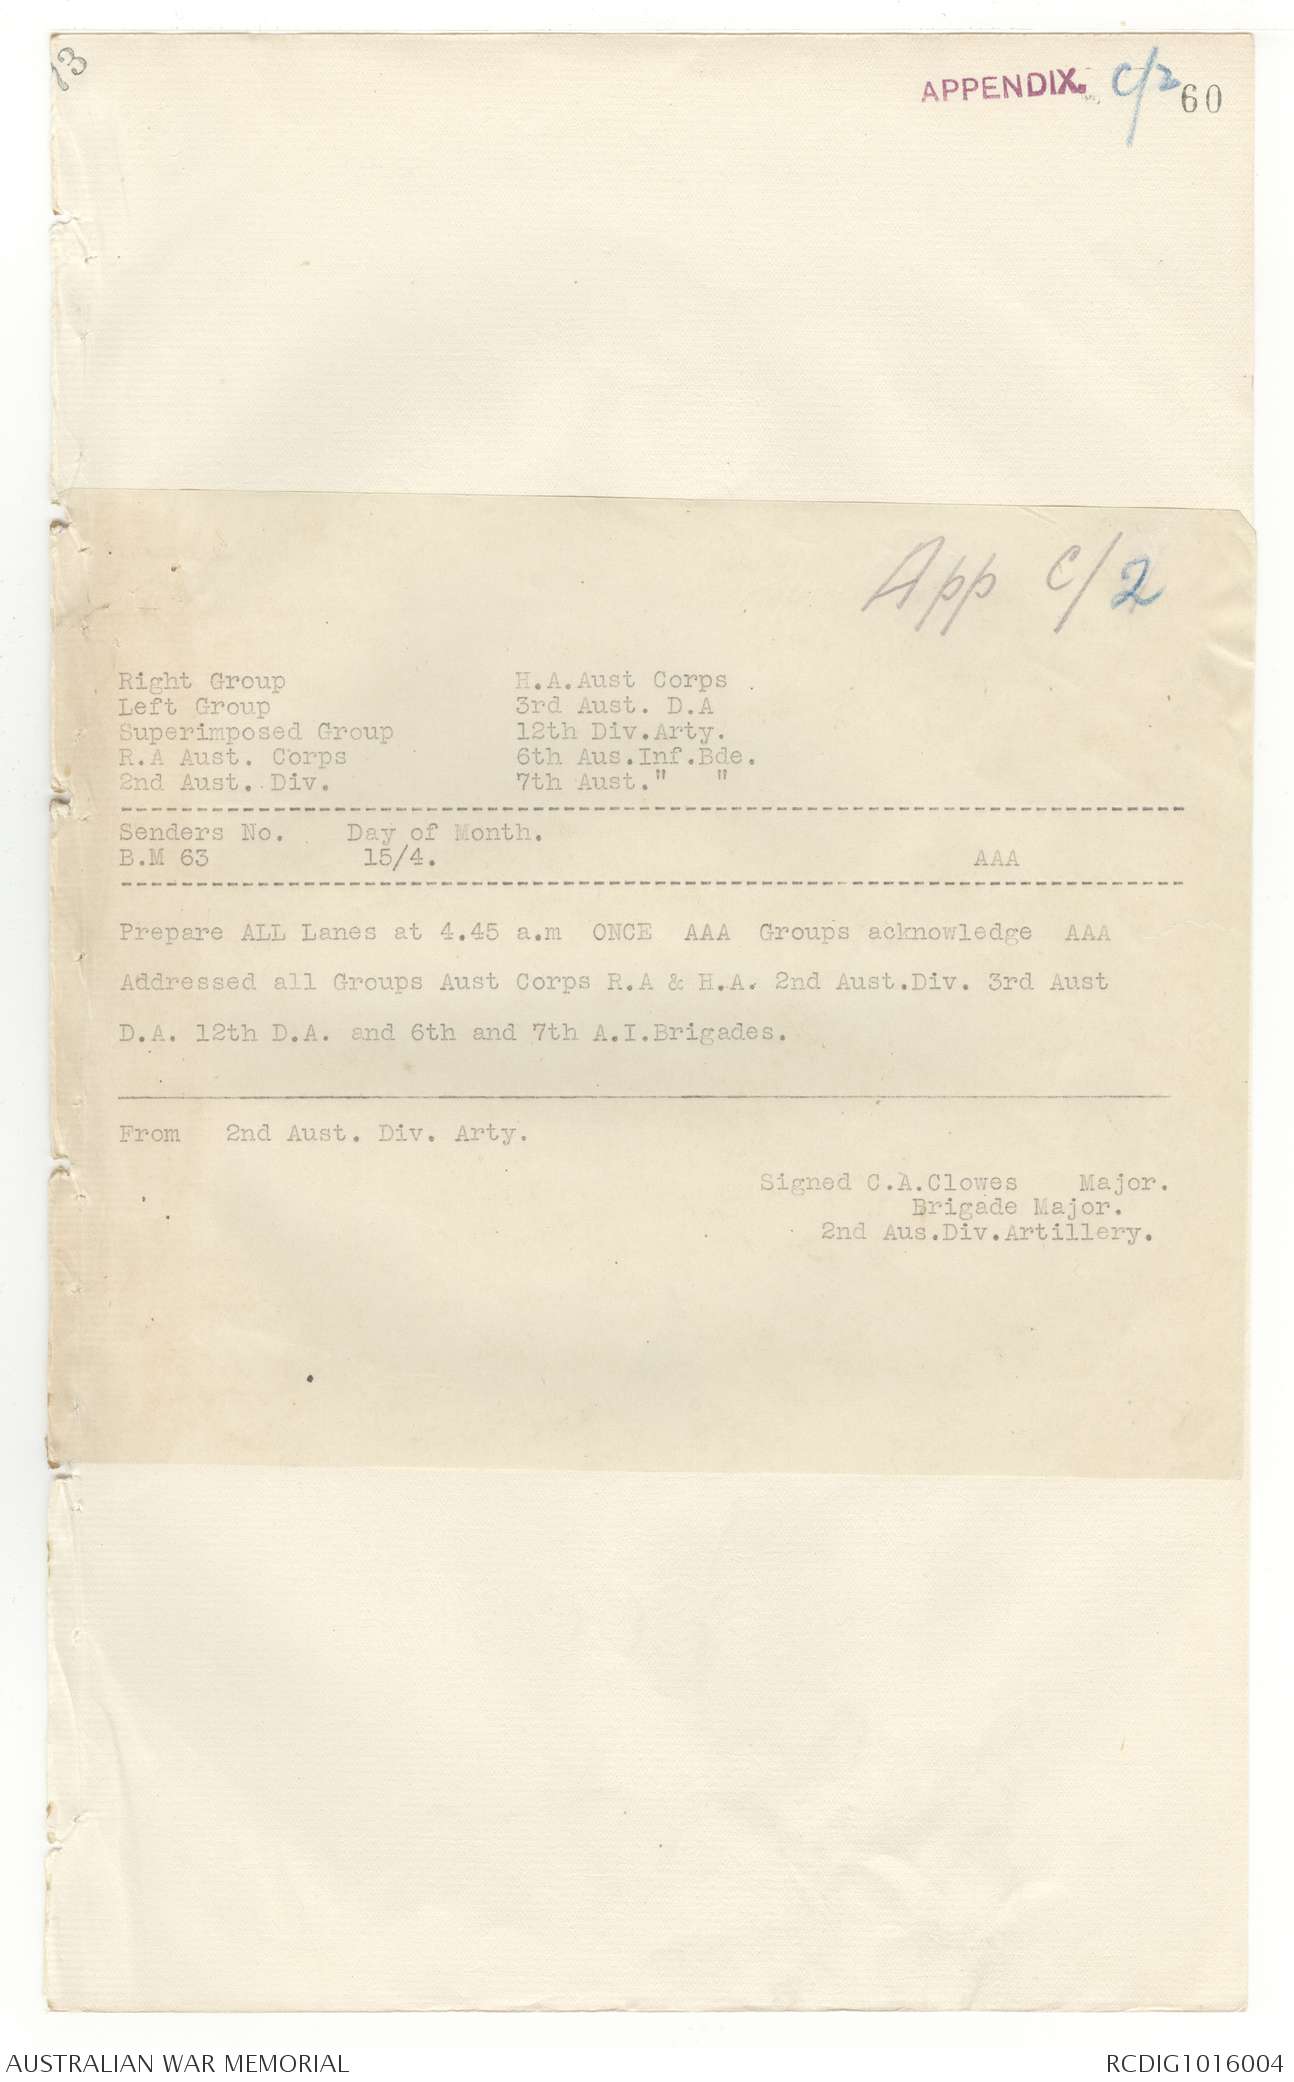 13
APPENDIX. C/2 60
App C/2
Right Group H.A.Aust Corps .
Left Group 3rd Aust. D.A
Superimposed Group 12th Div.Arty.
R.A Aust. Corps 6th Aus.Inf.Bde.
2nd Aust. Div. 7th Aust." "
Senders No. Day of Month.
B.M 63 15/4. AAA
Prepare ALL Lanes at 4.45 a.m ONCE AAA Groups acknowledge AAA
Addressed all Groups Aust Corps R.A & H.A. 2nd Aust.Div. 3rd Aust
D.A. 12th D.A. and 6th and 7th A.I.Brigades.
From 2nd Aust. Div. Arty.
Signed C.A.Clowes Major.
Brigade Major.
2nd Aus.Div.Artillery.
AUSTRALIAN WAR MEMORIAL RCDIG1016004